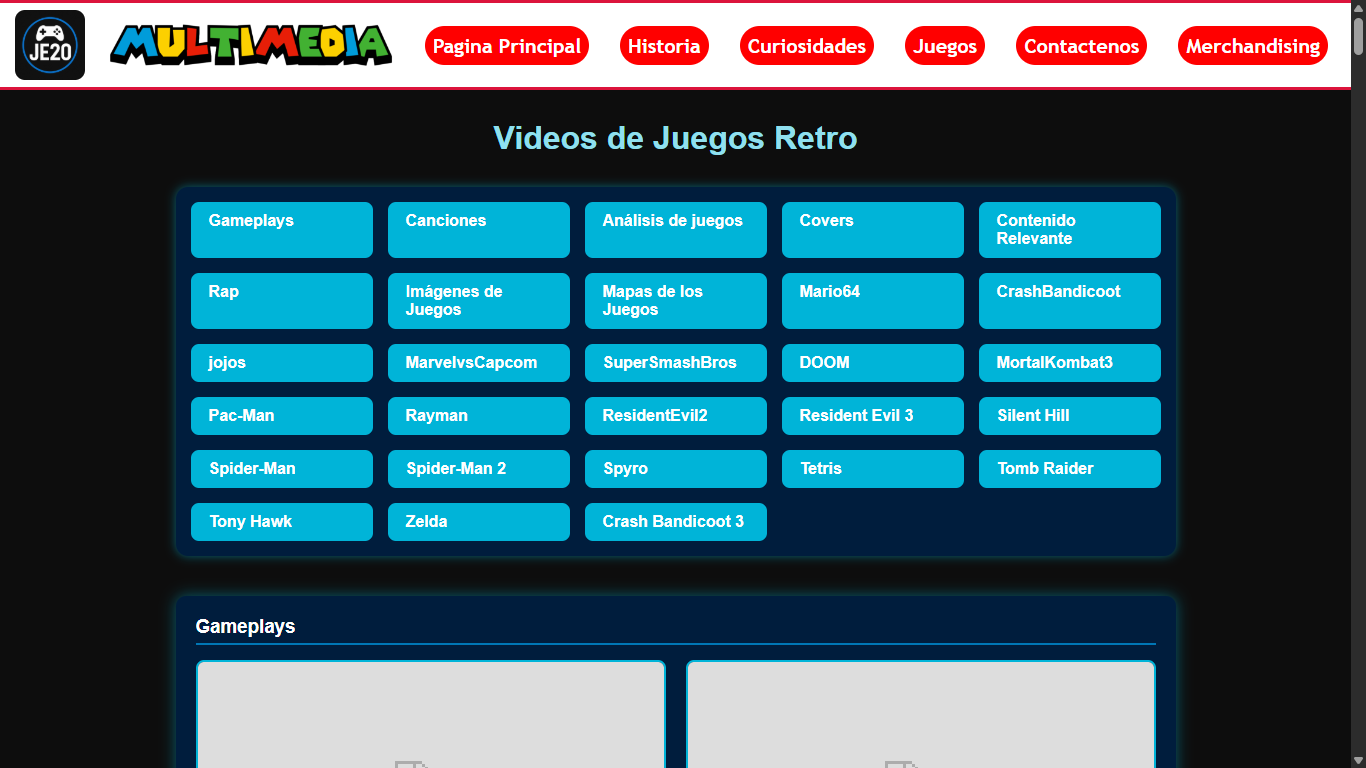 JE20
MULTIMEDIA
Pagina Principal
Historia
Curiosidades
Juegos
Contactenos
Merchandising
Videos de Juegos Retro
Gameplays
Canciones
Análisis de juegos
Covers
Contenido
Relevante
Rap
Imágenes de
Juegos
Mapas de los
Juegos
Mario64
CrashBandicoot
jojos
MarvelvsCapcom
SuperSmashBros
DOOM
MortalKombat3
Pac-Man
Rayman
ResidentEvil2
Resident Evil 3
Silent Hill
Spider-Man
Spider-Man 2
Spyro
Tetris
Tomb Raider
Tony Hawk
Zelda
Crash Bandicoot 3
Gameplays